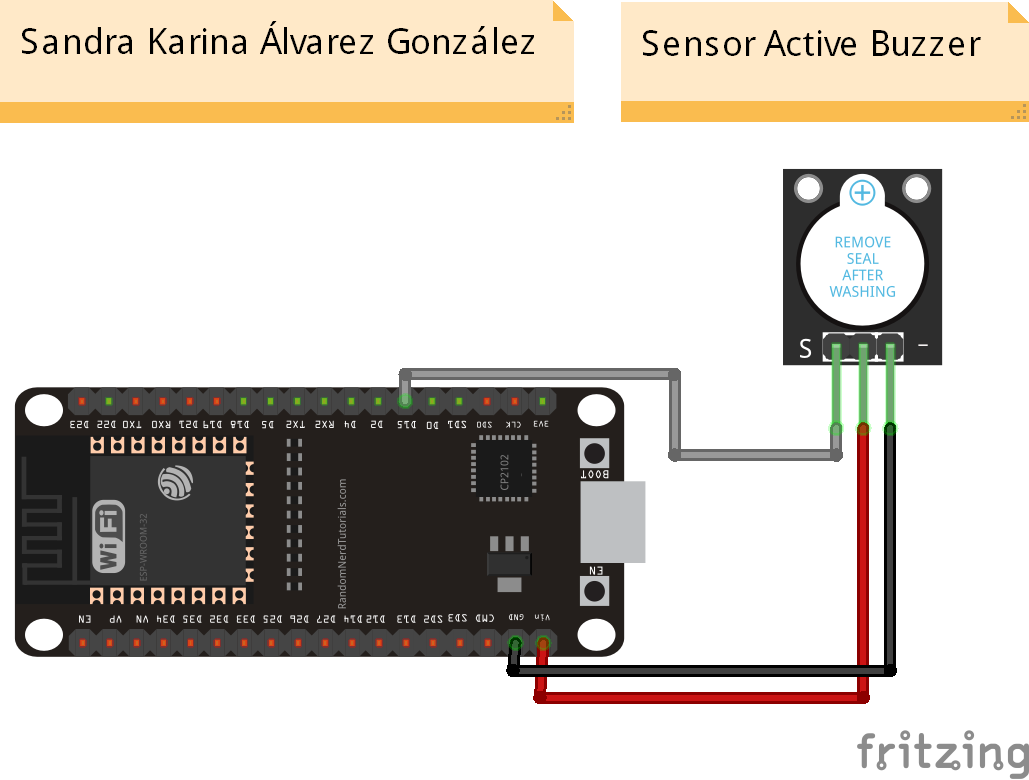 Sandra Karina Álvarez González
Sensor Active Buzzer
REMOVE
SEAL
AFTER
WASHING
S
−
D23 D22 TXO RXO D21 D19 D18 D5 TX2 RX2 D4 D2 D15 D0 SD1 SD0 CLK 3V3
CP2102
BOOT
WiFi
ESP-WROOM-32
RandomNerdTutorials.com
EN
EN VP VN D34 D35 D32 D33 D25 D26 D27 D14 D12 D13 SD2 SD3 CMD GND Vin
fritzing